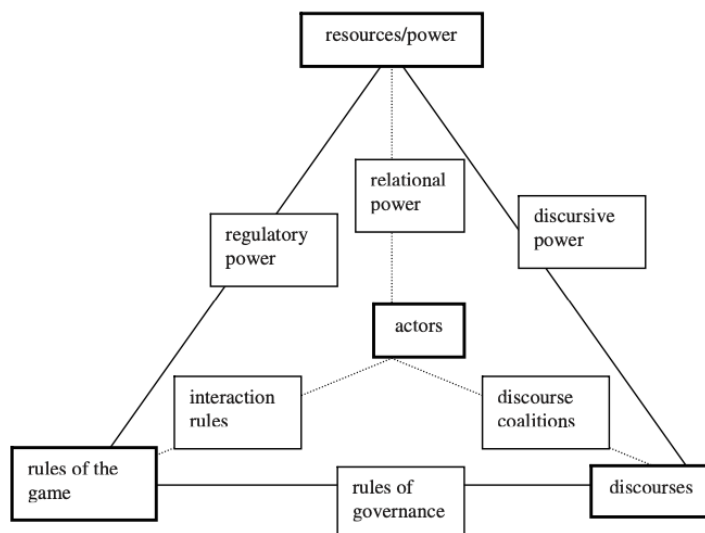 resources/power
relational
power
discursive
power
regulatory
power
actors
interaction
rules
discourse
coalitions
rules of the
game
rules of
governance
discourses